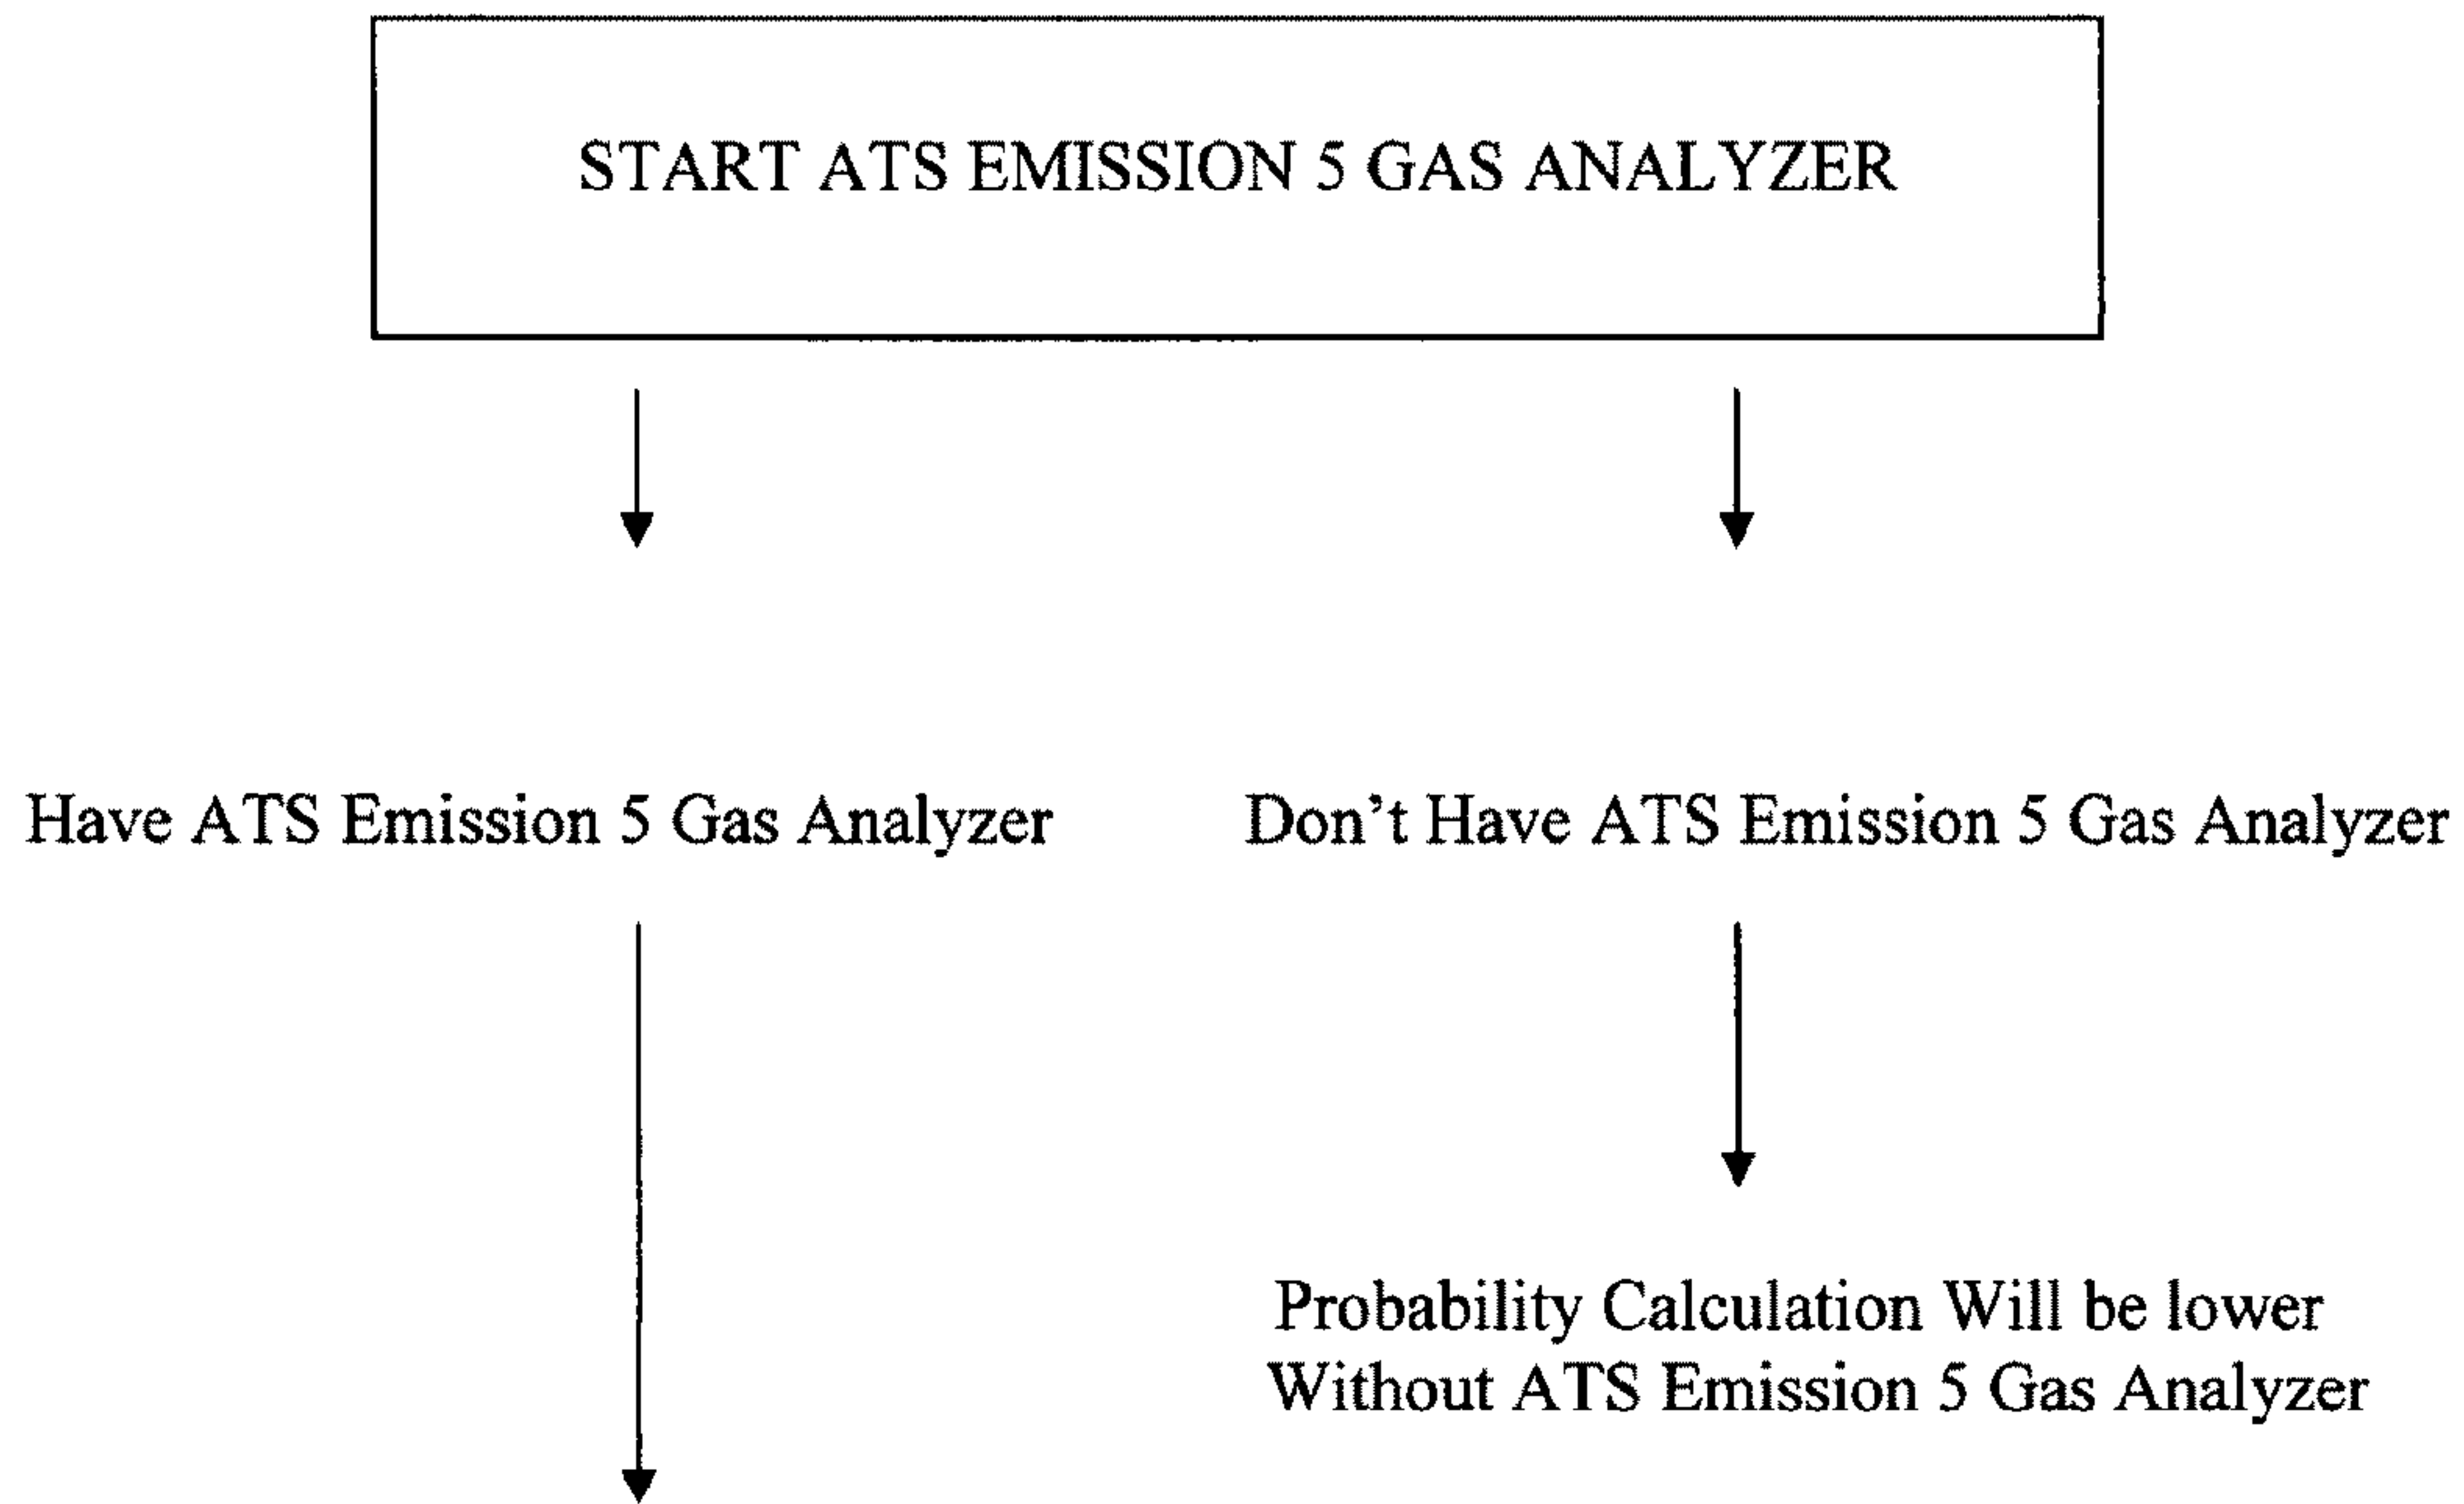 START ATS EMISSION 5 GAS ANALYZER
Have ATS Emission 5 Gas Analyzer
Don't Have ATS Emission 5 Gas Analyzer
Probability Calculation Will be lower
Without ATS Emission 5 Gas Analyzer